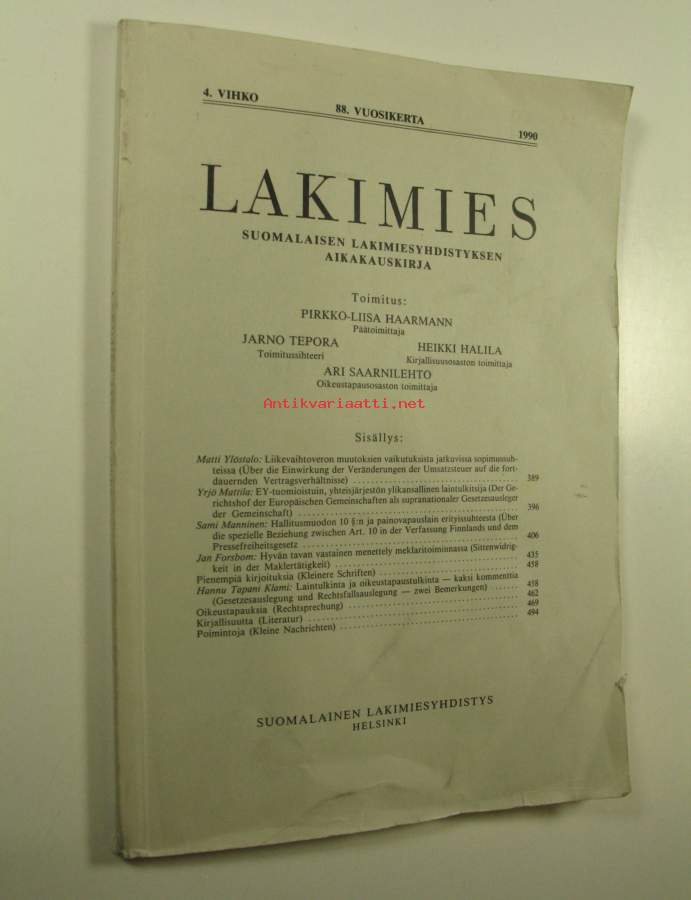 4. VIHKO 88. VUOSIKERTA 1990
LAKIMIES
SUOMALAISEN LAKIMIESYHDISTYKSEN
AIKAKAUSKIRJA
Toimitus:
PIRKKO-LIISA HAARMANN
Päätoimittaja
JARNO TEPORA HEIKKI HALILA
Toimitussihteeri Kirjallisuusosaston toimittaja
ARI SAARNILEHTO
Oikeustapausosaston toimittaja
Antikvariaatti.net
Sisällys:
Matti Ylöstalo: Liikevaihtoveron muutoksien vaikutuksista jatkuvissa sopimussuh-
teissa (Über die Einwirkung der Veränderungen der Umsatzsteuer auf die fort-
dauernden Vertragsverhältnisse) 389
Yrjö Mattila: EY-tuomioistuin, yhteisjärjestön ylikansallinen laintulkitsija (Der Ge-
richtshof der Europäischen Gemeinschaften als supranationaler Gesetzesausleger
der Gemeinschaft) 396
Sami Manninen: Hallitusmuodon 10 §:n ja painovapauslain erityissuhteesta (Über
die spezielle Beziehung zwischen Art. 10 in der Verfassung Finnlands und dem
Pressefreiheitsgesetz 406
Jan Forsbom: Hyvän tavan vastainen menettely meklaritoiminnassa (Sittenwidrig-
keit in der Maklertätigkeit) 435
Pienempiä kirjoituksia (Kleinere Schriften) 458
Hannu Tapani Klami: Laintulkinta ja oikeustapaustulkinta — kaksi kommenttia
(Gesetzesauslegung und Rechtsfallsauslegung — zwei Bemerkungen) 458
Oikeustapauksia (Rechtsprechung) 462
Kirjallisuutta (Literatur) 469
Poimintoja (Kleine Nachrichten) 494
SUOMALAINEN LAKIMIESYHDISTYS
HELSINKI